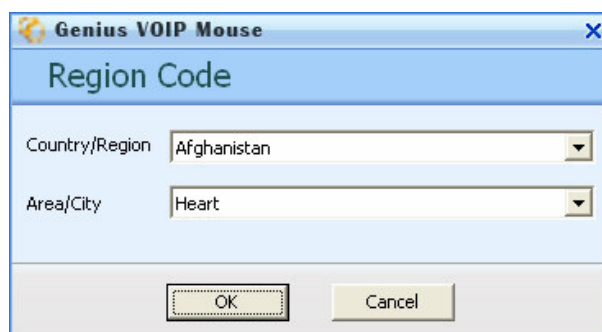 Genius VOIP Mouse
Region Code
Country/Region Afghanistan
Area/City Heart
OK Cancel